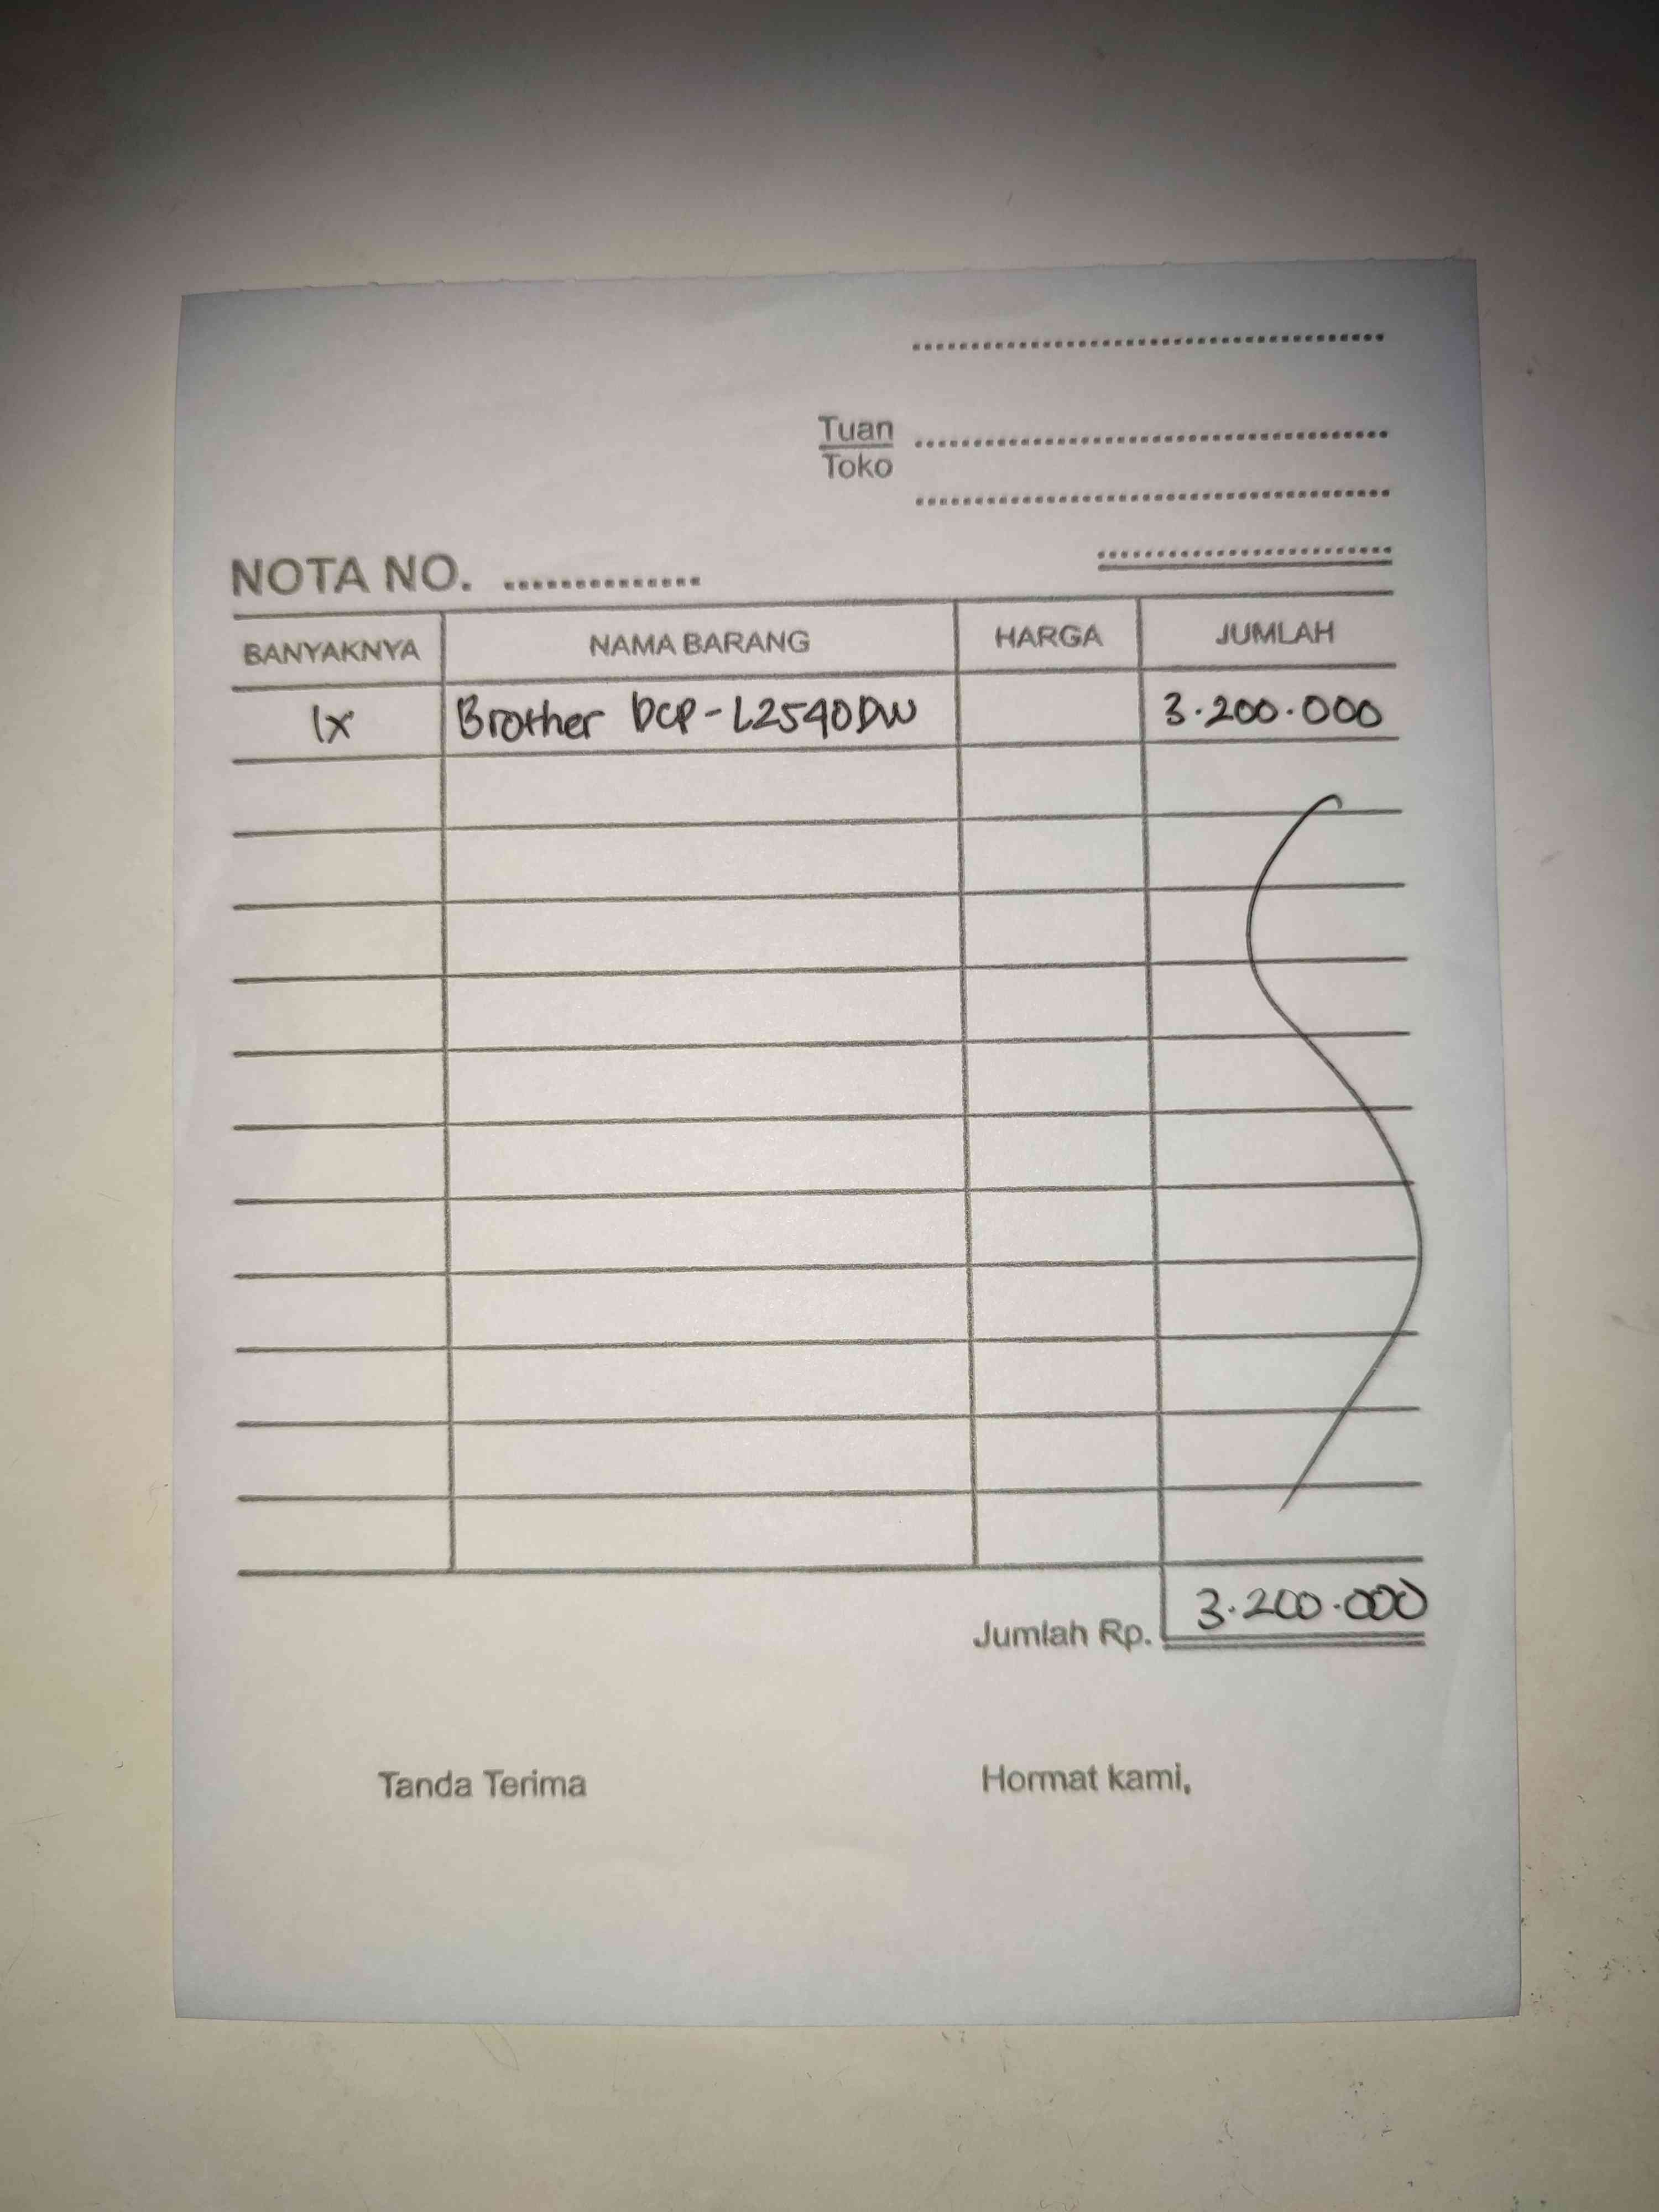 Tuan
Toko
NOTA NO.
BANYAKNYA NAMA BARANG HARGA JUMLAH
1x Brother DCP-L2540DW 3.200.000
Jumlah Rp. 3.200.000
Tanda Terima Hormat kami,